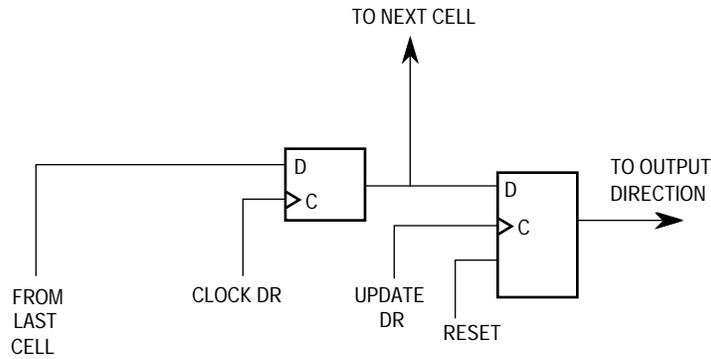 TO NEXT CELL
D
C
D
C
TO OUTPUT
DIRECTION
FROM
LAST
CELL
CLOCK DR
UPDATE
DR
RESET